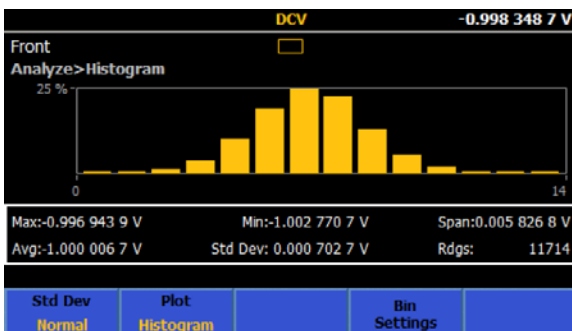 DCV -0.998 348 7 V
Front
Analyze>Histogram
25 %
0 14
Max:-0.996 943 9 V Min:-1.002 770 7 V Span:0.005 826 8 V
Avg:-1.000 006 7 V Std Dev: 0.000 702 7 V Rdgs: 11714
Std Dev Plot Bin
Normal Histogram Settings